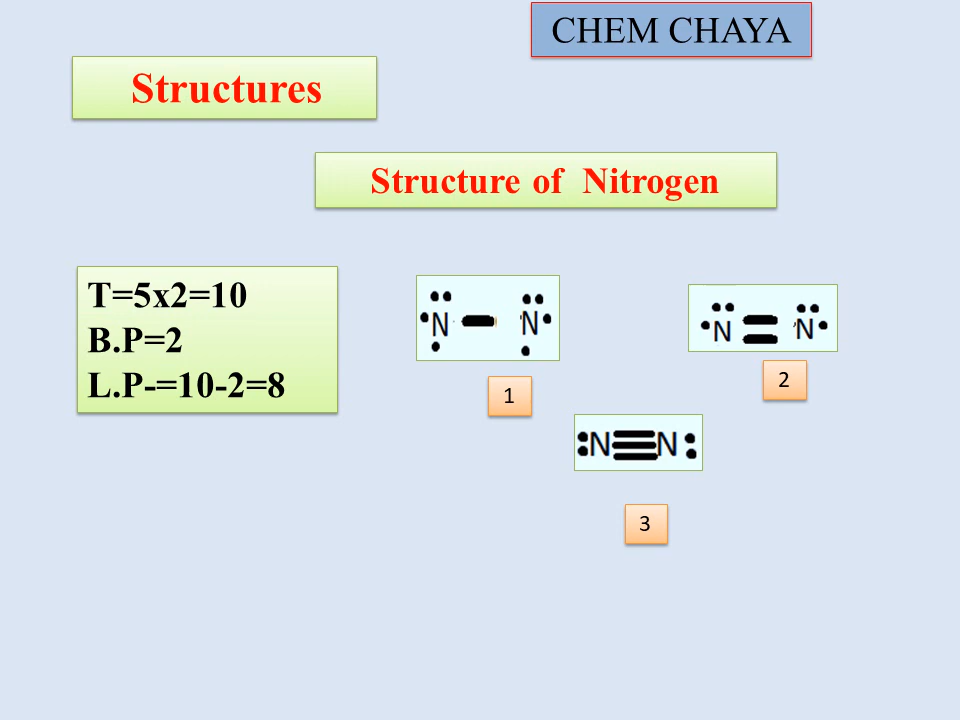 CHEM CHAYA
Structures
Structure of Nitrogen
T=5x2=10
B.P=2
L.P-=10-2=8
N N
N N
1
2
N N
3